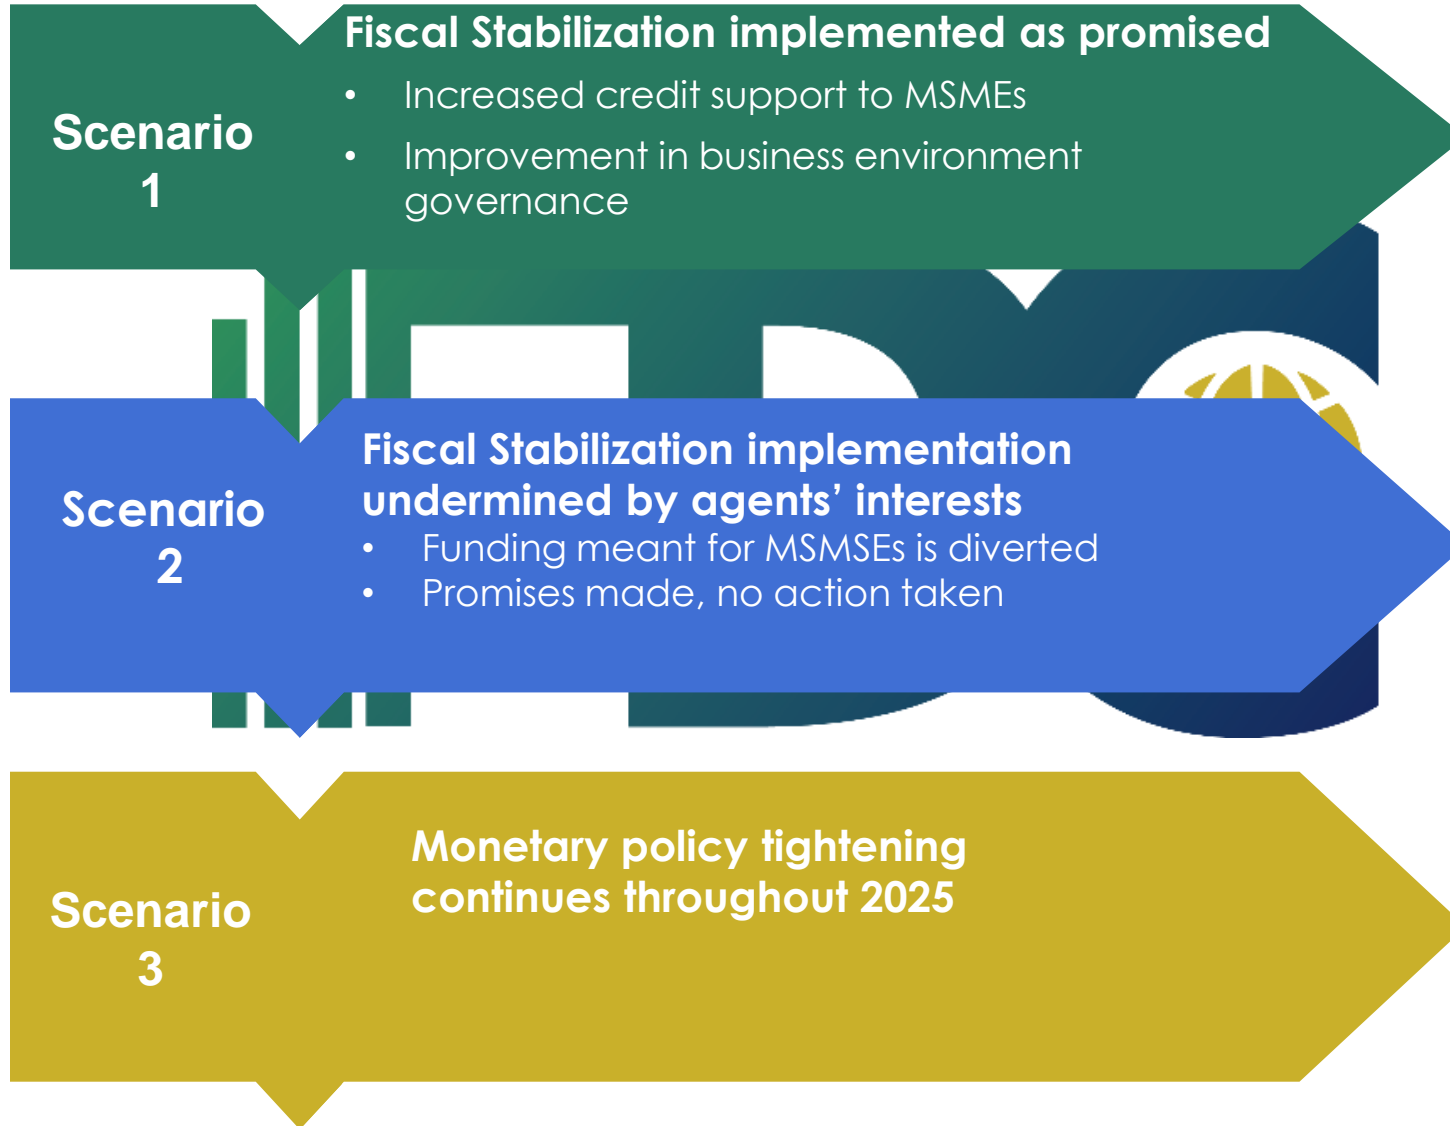 Fiscal Stabilization implemented as promised
• Increased credit support to MSMEs
Scenario
1
• Improvement in business environment
governance
Fiscal Stabilization implementation
undermined by agents’ interests
Scenario
2
• Funding meant for MSMSEs is diverted
• Promises made, no action taken
Monetary policy tightening
continues throughout 2025
Scenario
3